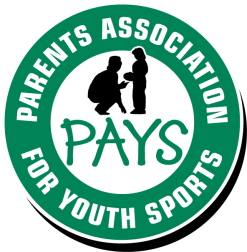 PARENTS ASSOCIATION
PAYS
FOR YOUTH SPORTS